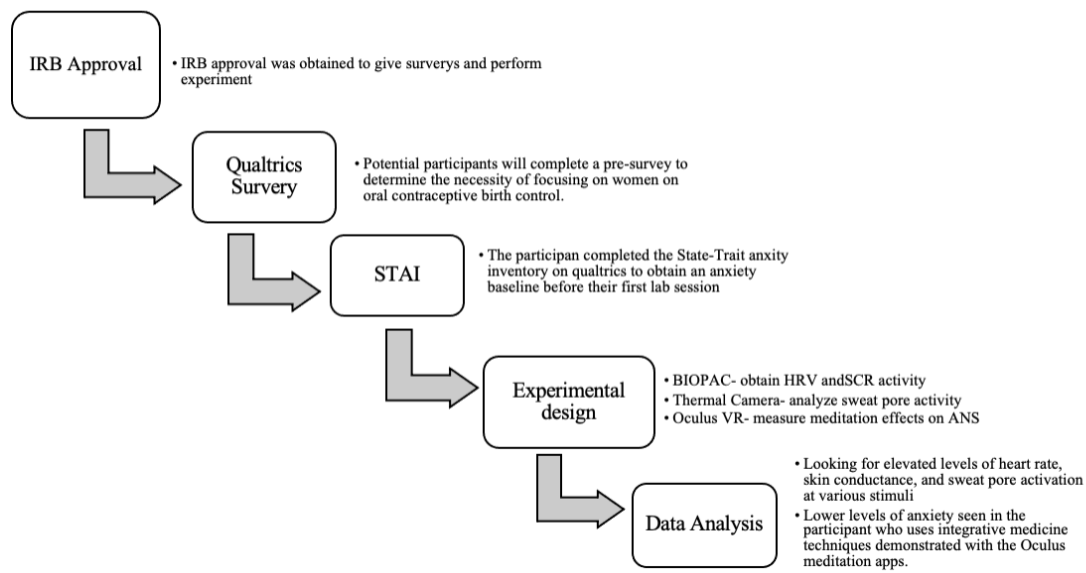 IRB Approval
• IRB approval was obtained to give surverys and perform
experiment
Qualtrics
Survery
• Potential participants will complete a pre-survey to
determine the necessity of focusing on women on
oral contraceptive birth control.
STAI
• The participan completed the State-Trait anxity
inventory on qualtrics to obtain an anxiety
baseline before their first lab session
Experimental
design
• BIOPAC- obtain HRV andSCR activity
• Thermal Camera- analyze sweat pore activity
• Oculus VR- measure meditation effects on ANS
Data Analysis
• Looking for elevated levels of heart rate,
skin conductance, and sweat pore activation
at various stimuli
• Lower levels of anxiety seen in the
participant who uses integrative medicine
techniques demonstrated with the Oculus
meditation apps.